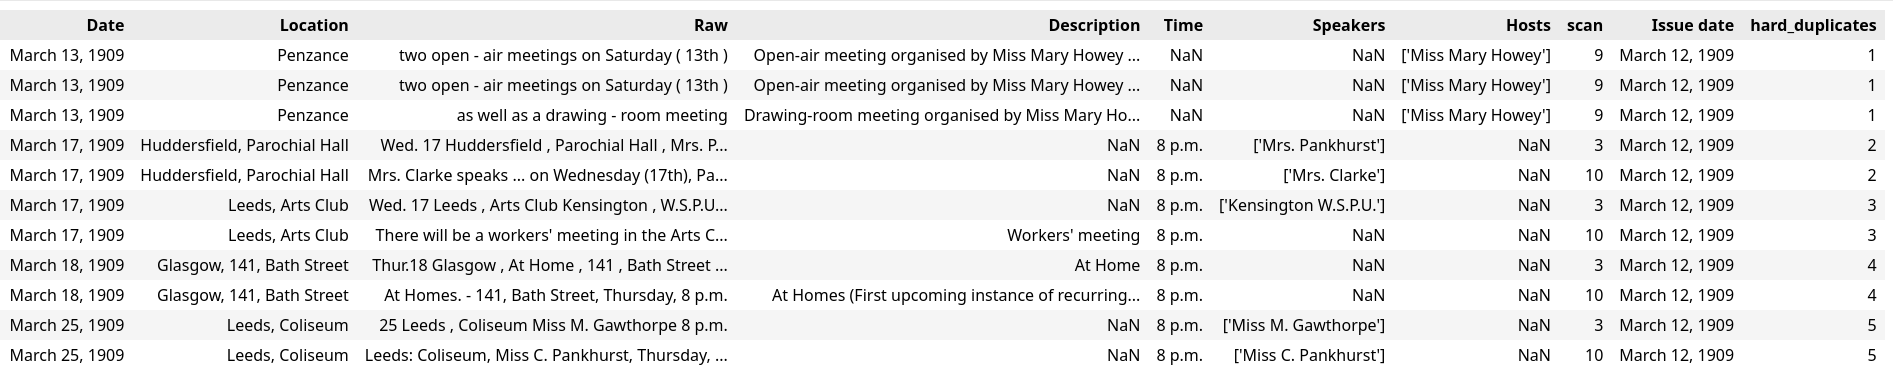 Date Location Raw Description Time Speakers Hosts scan Issue date hard_duplicates
March 13, 1909 Penzance two open - air meetings on Saturday ( 13th ) Open-air meeting organised by Miss Mary Howey ... NaN NaN ['Miss Mary Howey'] 9 March 12, 1909 1
March 13, 1909 Penzance two open - air meetings on Saturday ( 13th ) Open-air meeting organised by Miss Mary Howey ... NaN NaN ['Miss Mary Howey'] 9 March 12, 1909 1
March 13, 1909 Penzance as well as a drawing - room meeting Drawing-room meeting organised by Miss Mary Ho... NaN NaN ['Miss Mary Howey'] 9 March 12, 1909 1
March 17, 1909 Huddersfield, Parochial Hall Wed. 17 Huddersfield , Parochial Hall , Mrs. P... NaN 8 p.m. ['Mrs. Pankhurst'] NaN 3 March 12, 1909 2
March 17, 1909 Huddersfield, Parochial Hall Mrs. Clarke speaks ... on Wednesday (17th), Pa... NaN 8 p.m. ['Mrs. Clarke'] NaN 10 March 12, 1909 2
March 17, 1909 Leeds, Arts Club Wed. 17 Leeds , Arts Club Kensington , W.S.P.U... NaN 8 p.m. ['Kensington W.S.P.U.'] NaN 3 March 12, 1909 3
March 17, 1909 Leeds, Arts Club There will be a workers' meeting in the Arts C... Workers' meeting 8 p.m. NaN NaN 10 March 12, 1909 3
March 18, 1909 Glasgow, 141, Bath Street Thur.18 Glasgow , At Home , 141 , Bath Street ... At Home 8 p.m. NaN NaN 3 March 12, 1909 4
March 18, 1909 Glasgow, 141, Bath Street At Homes. - 141, Bath Street, Thursday, 8 p.m. At Homes (First upcoming instance of recurring... 8 p.m. NaN NaN 10 March 12, 1909 4
March 25, 1909 Leeds, Coliseum 25 Leeds , Coliseum Miss M. Gawthorpe 8 p.m. NaN 8 p.m. ['Miss M. Gawthorpe'] NaN 3 March 12, 1909 5
March 25, 1909 Leeds, Coliseum Leeds: Coliseum, Miss C. Pankhurst, Thursday, ... NaN 8 p.m. ['Miss C. Pankhurst'] NaN 10 March 12, 1909 5